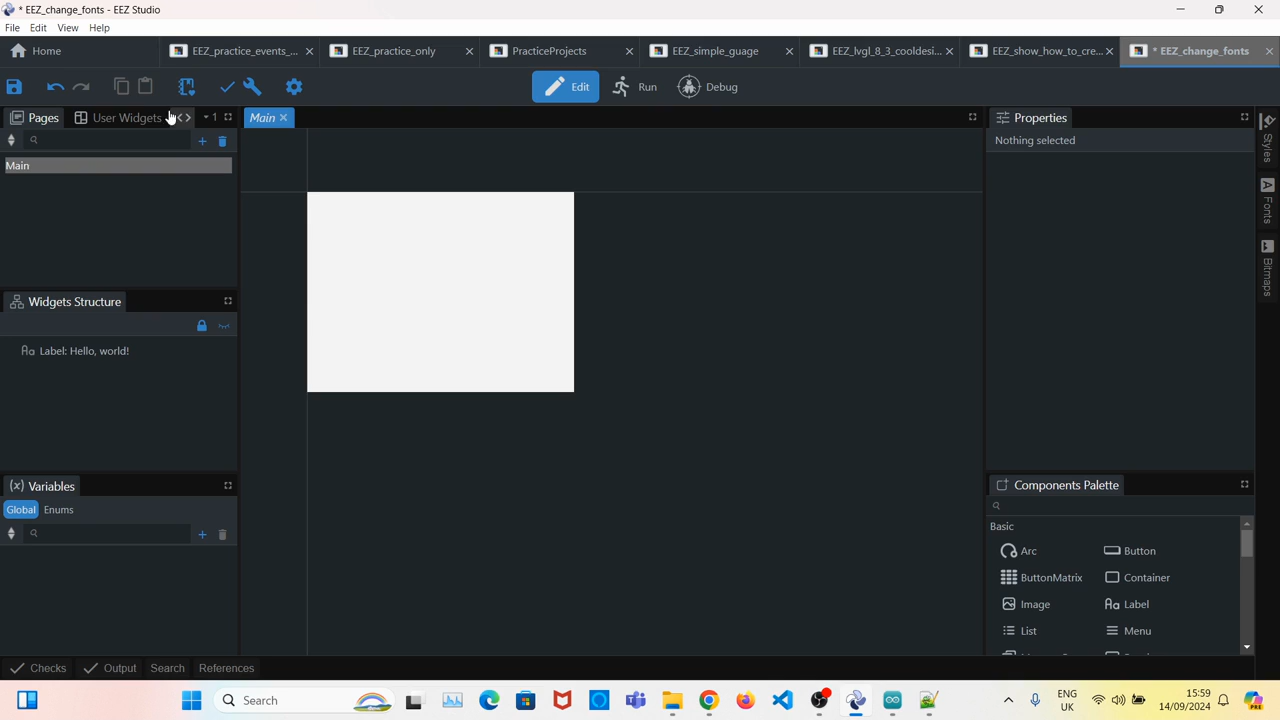 * EEZ_change_fonts - EEZ Studio
File Edit View Help
Home
EEZ_practice_events_...
EEZ_practice_only
PracticeProjects
EEZ_simple_guage
EEZ_lvgl_8_3_cooldesi...
EEZ_show_how_to_cre...
* EEZ_change_fonts
Edit
Run
Debug
Pages
User Widgets
1
Main
Properties
Nothing selected
Main
Styles
Fonts
Bitmaps
Widgets Structure
Aa Label: Hello, world!
(x) Variables
Global Enums
Components Palette
Basic
Arc
Button
ButtonMatrix
Container
Image
Aa Label
List
Menu
Checks
Output
Search
References
Search
ENG
UK
15:59
14/09/2024